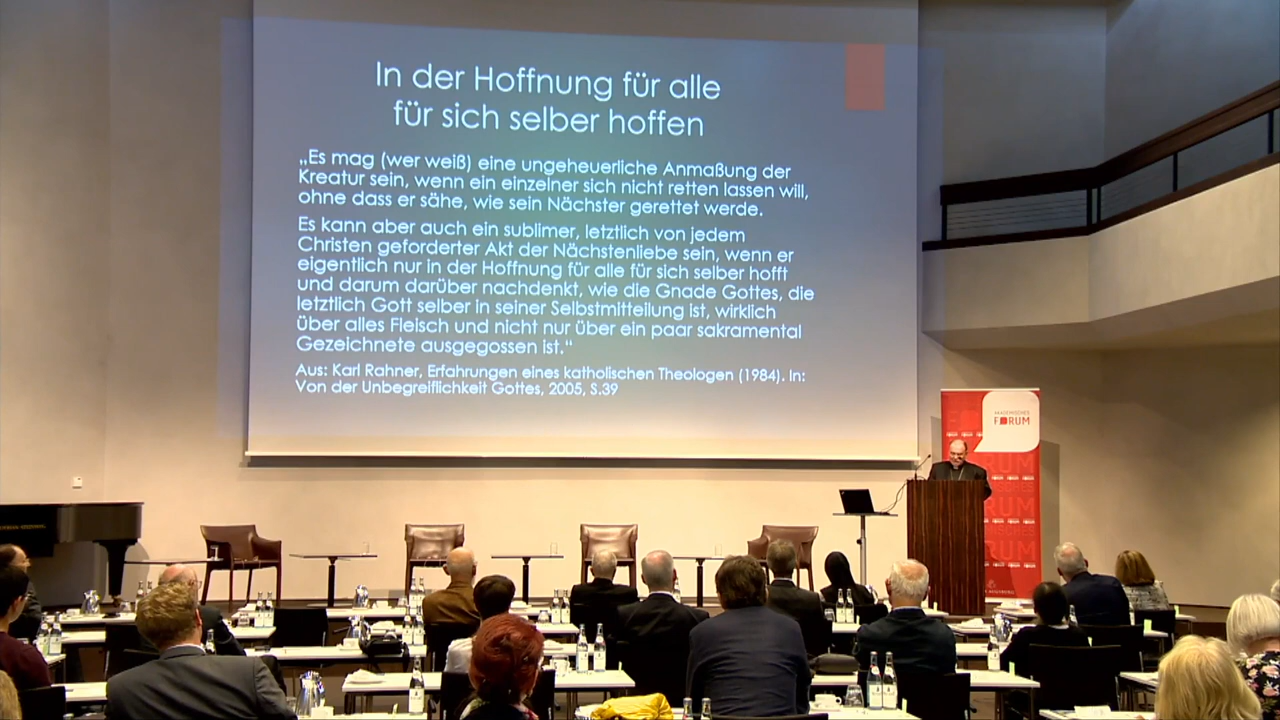 In der Hoffnung für alle
für sich selber hoffen
„Es mag (wer weiß) eine ungeheuerliche Anmaßung der
Kreatur sein, wenn ein einzelner sich nicht retten lassen will,
ohne dass er sähe, wie sein Nächster gerettet werde.
Es kann aber auch ein sublimer, letztlich von jedem
Christen geforderter Akt der Nächstenliebe sein, wenn er
eigentlich nur in der Hoffnung für alle für sich selber hofft
und darum darüber nachdenkt, wie die Gnade Gottes, die
letztlich Gott selber in seiner Selbstmitteilung ist, wirklich
über alles Fleisch und nicht nur über ein paar sakramental
Gezeichnete ausgegossen ist.“
Aus: Karl Rahner, Erfahrungen eines katholischen Theologen (1984). In:
Von der Unbegreiflichkeit Gottes, 2005, S.39
AKADEMISCHES
FORUM